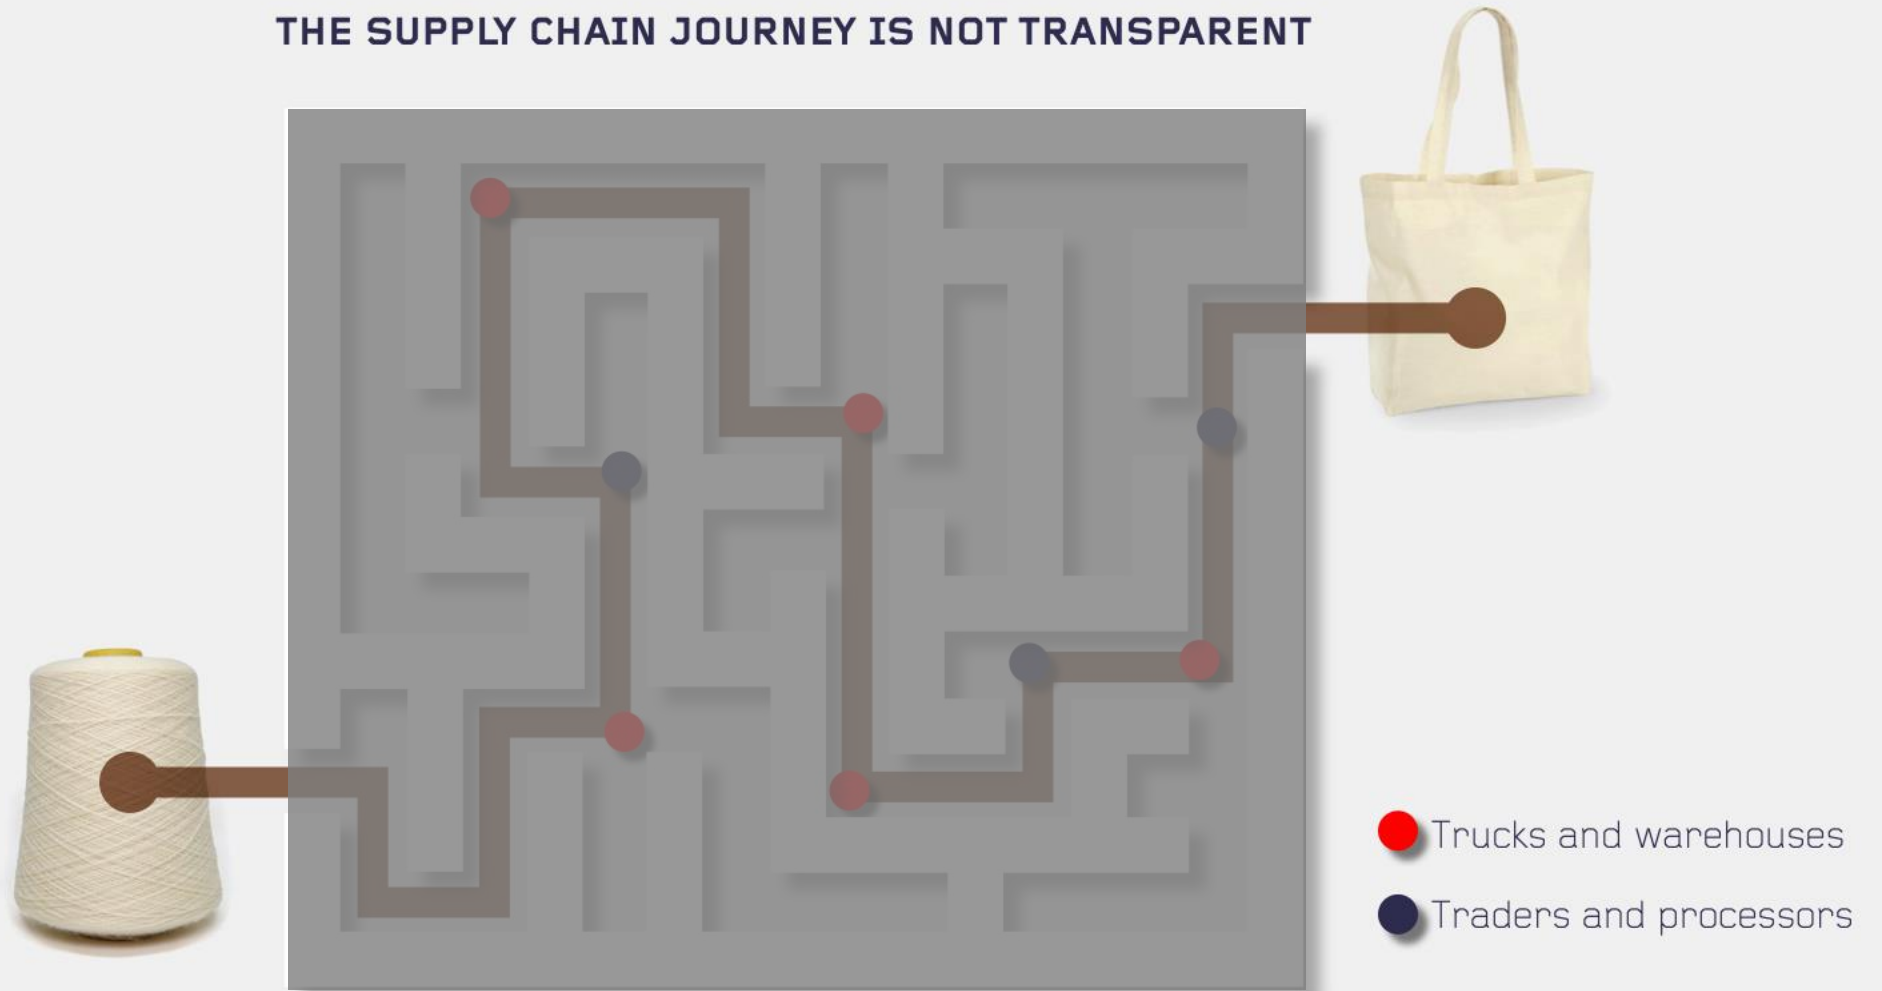 THE SUPPLY CHAIN JOURNEY IS NOT TRANSPARENT
Trucks and warehouses
Traders and processors